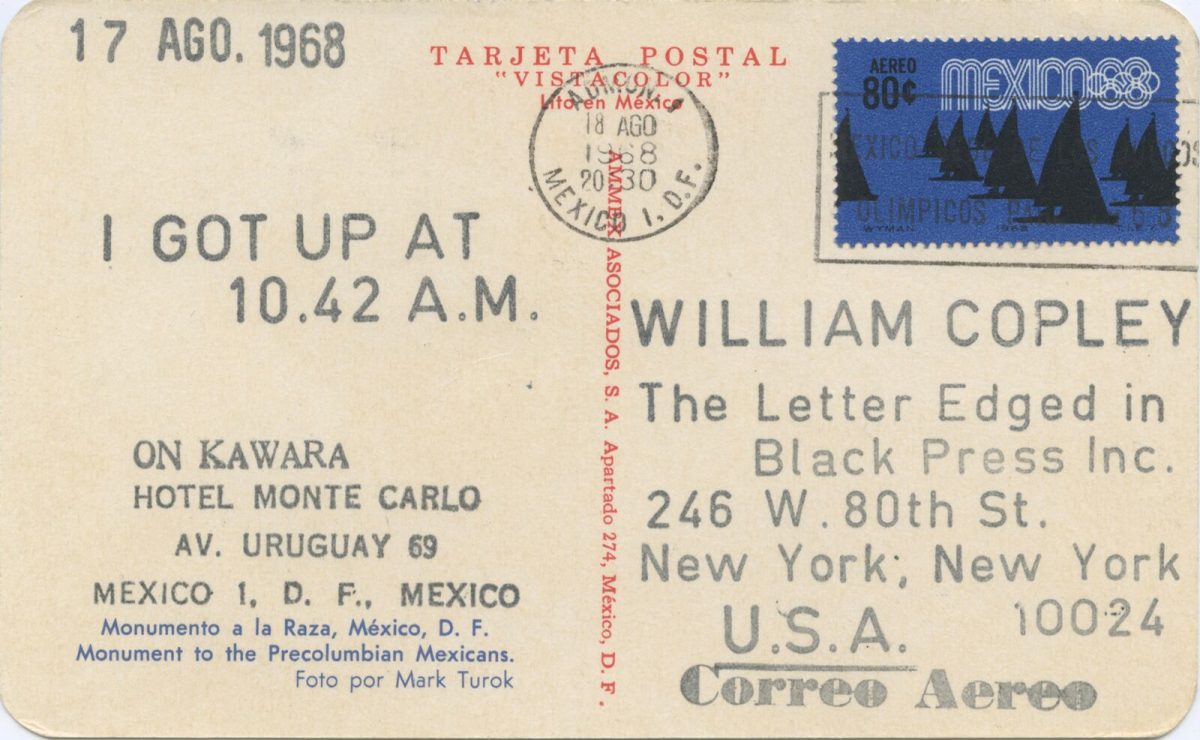 17 AGO. 1968
TARJETA POSTAL
"VISTACOLOR"
Lito en México
ADMON. 1
18 AGO
1968
20 30
MEXICO 1, D.F.
AEREO
80¢
MEXICO68
MEXICO
OLIMPICOS
WYMAN 1968
I GOT UP AT
10.42 A.M.
ON KAWARA
HOTEL MONTE CARLO
AV. URUGUAY 69
MEXICO 1, D. F., MEXICO
Monumento a la Raza, México, D. F.
Monument to the Precolumbian Mexicans.
Foto por Mark Turok
AMMEX ASOCIADOS, S. A. Apartado 274, México, D. F.
WILLIAM COPLEY
The Letter Edged in
Black Press Inc.
246 W. 80th St.
New York, New York
10024
U.S.A.
Correo Aereo